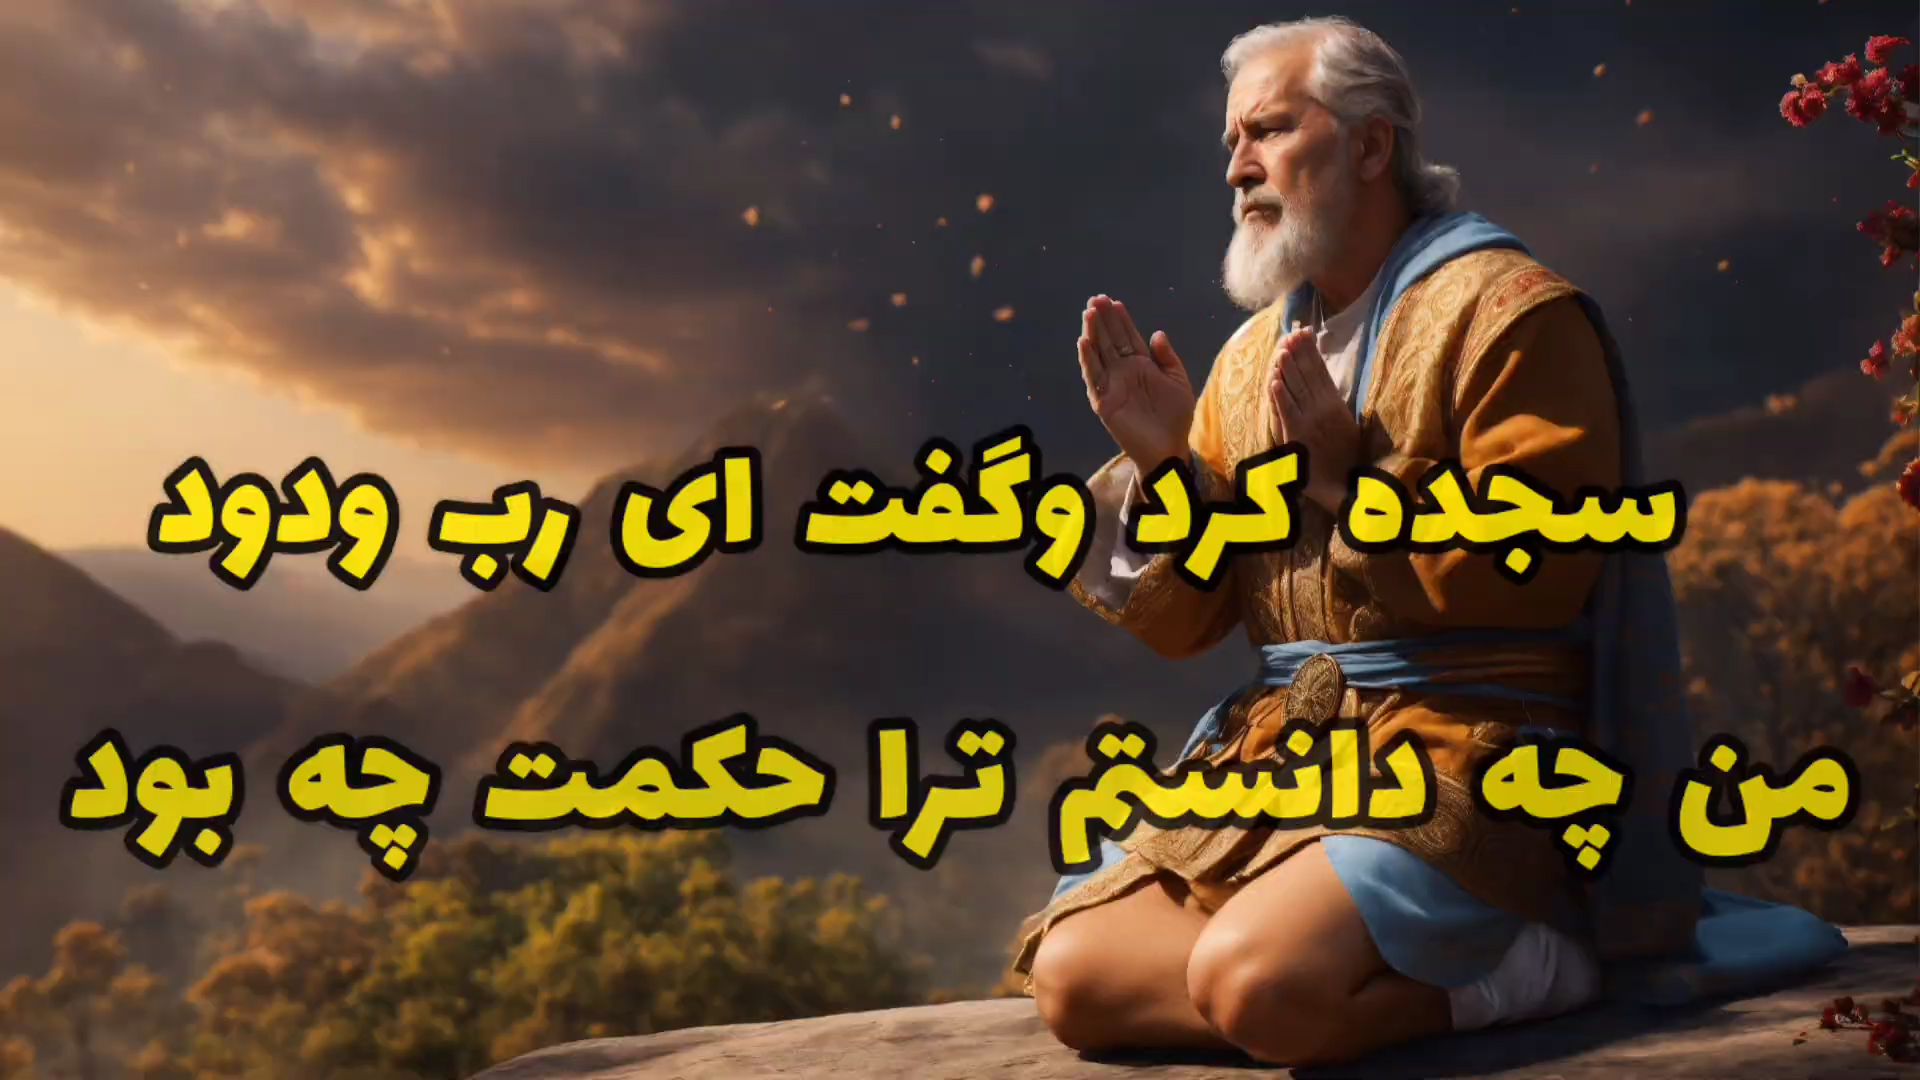 سجده کرد وگفت ای رب ودود
من چه دانستم ترا حکمت چه بود